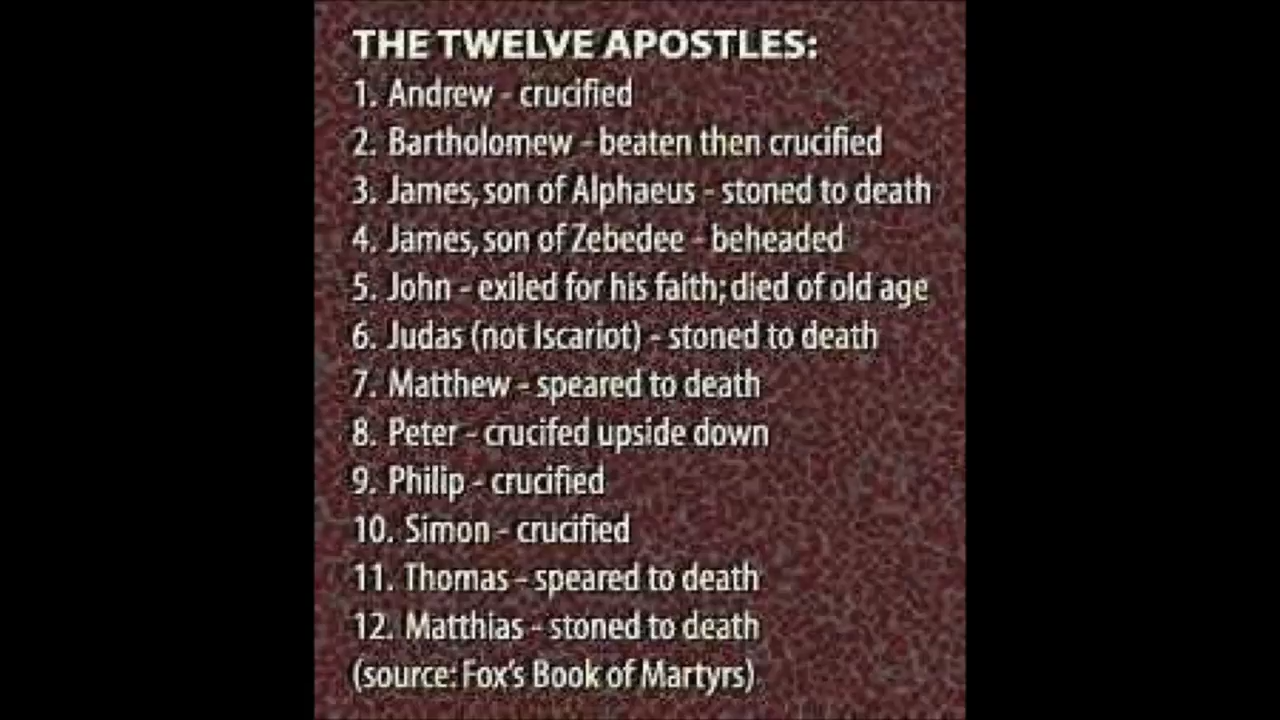 THE TWELVE APOSTLES:
1. Andrew - crucified
2. Bartholomew - beaten then crucified
3. James, son of Alphaeus - stoned to death
4. James, son of Zebedee - beheaded
5. John - exiled for his faith; died of old age
6. Judas (not Iscariot) - stoned to death
7. Matthew - speared to death
8. Peter - crucifed upside down
9. Philip - crucified
10. Simon - crucified
11. Thomas - speared to death
12. Matthias - stoned to death
(source: Fox's Book of Martyrs)